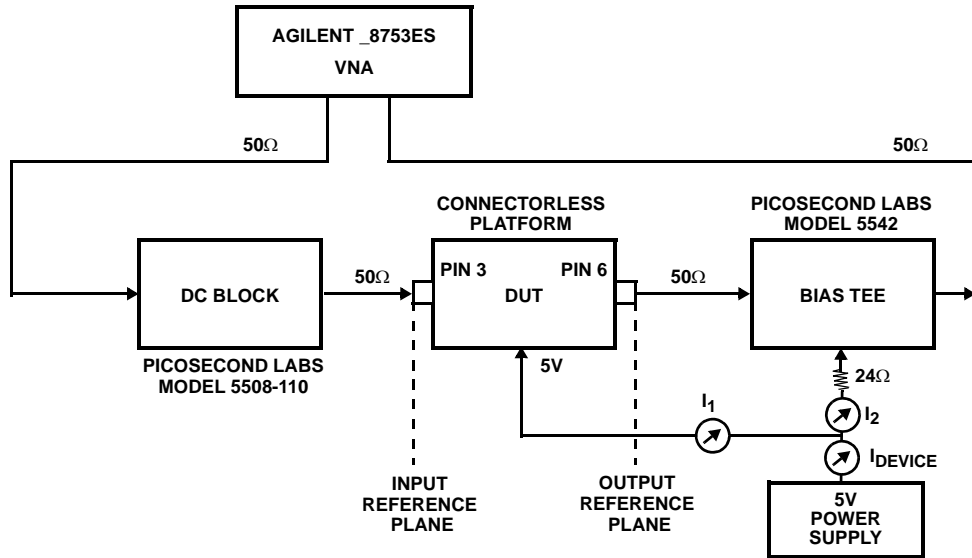 AGILENT _8753ES
VNA
50Ω
50Ω
CONNECTORLESS
PLATFORM
PICOSECOND LABS
MODEL 5542
DC BLOCK
50Ω
PIN 3
PIN 6
DUT
50Ω
BIAS TEE
PICOSECOND LABS
MODEL 5508-110
5V
24Ω
I1
I2
IDEVICE
INPUT
REFERENCE
PLANE
OUTPUT
REFERENCE
PLANE
5V
POWER
SUPPLY